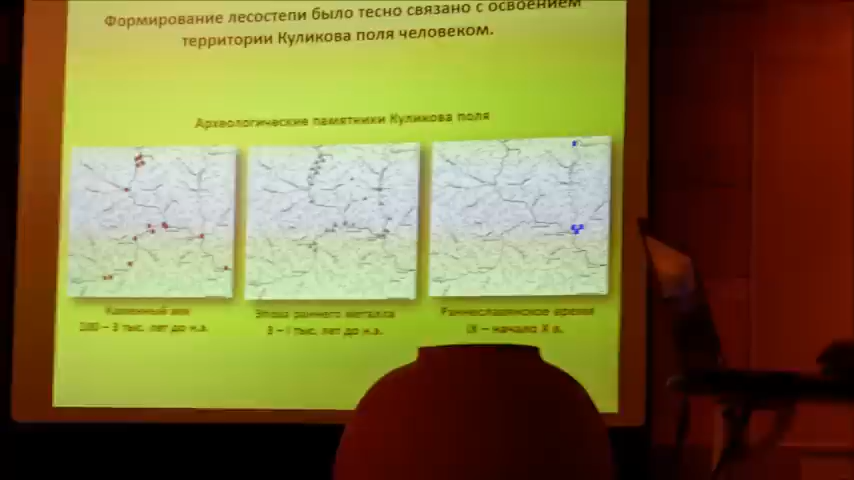 Формирование лесостепи было тесно связано с освоением
территории Куликова поля человеком.
Археологические памятники Куликова поля
Каменный век
100 – 3 тыс. лет до н.э.
Эпоха раннего металла
3 – I тыс. лет до н.э.
Раннеславянское время
IX – начало X в.